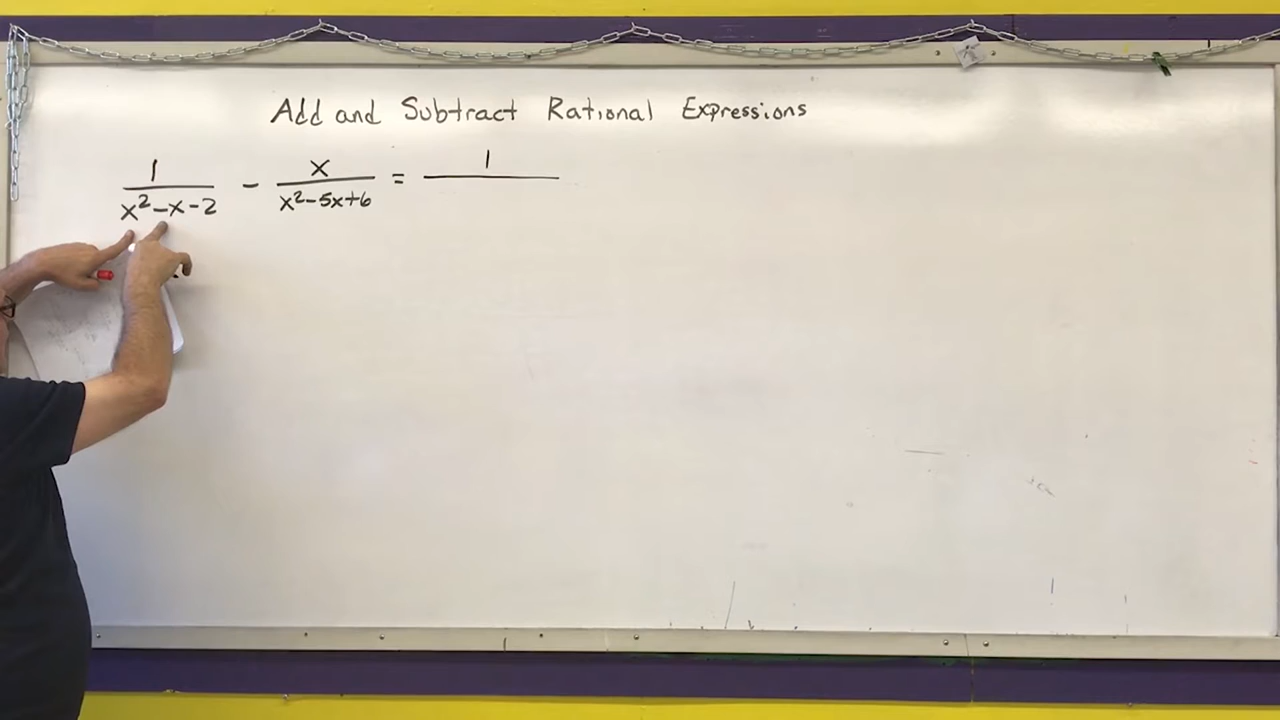 Add and Subtract Rational Expressions
1/(x²-x-2) - x/(x²-5x+6) = 1/